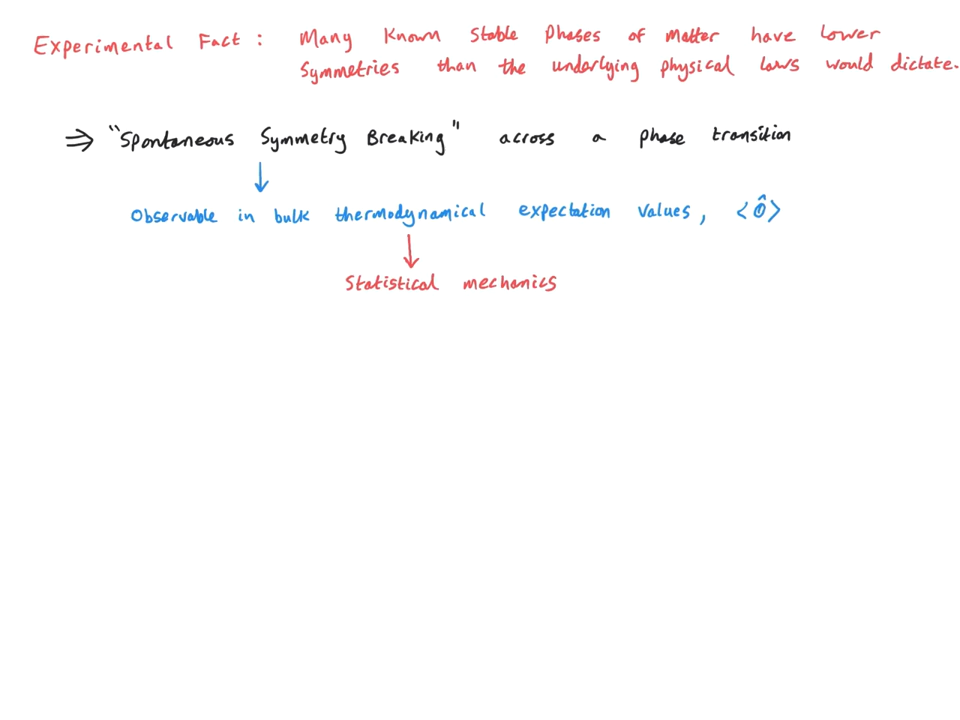 Experimental Fact : Many Known Stable Phases of matter have lower
Symmetries than the underlying physical laws would dictate.
⇒ "Spontaneous Symmetry Breaking" across a phase transition
↓
Observable in bulk thermodynamical expectation values, <Ô>
↓
Statistical mechanics